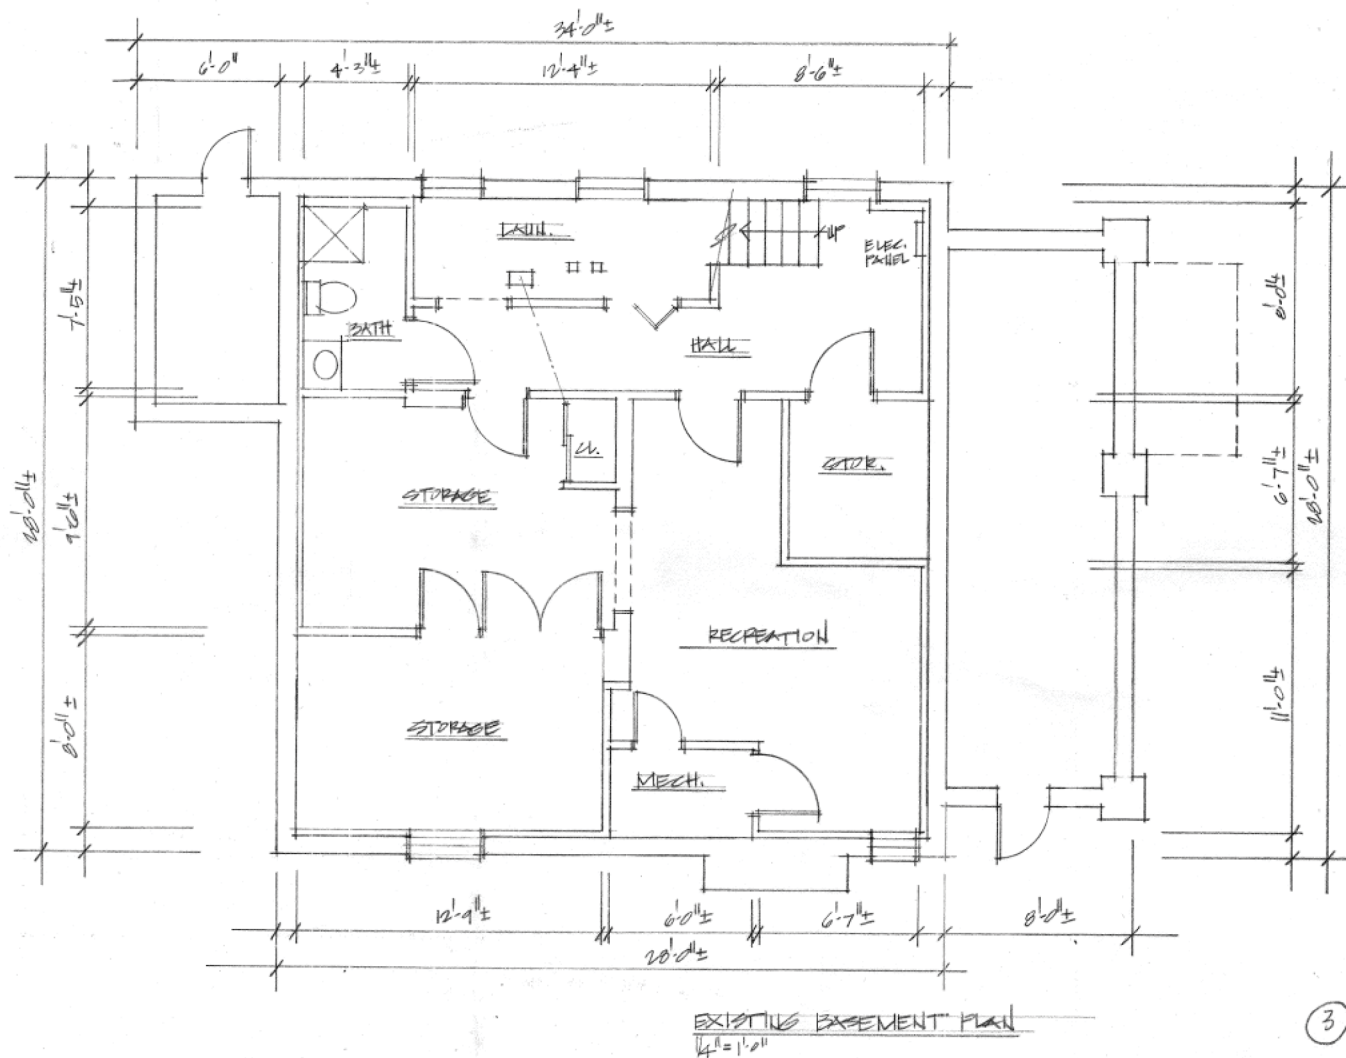 34'-0"±
6'-0"
4'-3"±
12'-4"±
8'-6"±
LAUN.
UP
ELEC.
PANEL
BATH
HALL
7'-5"±
8'-0"±
CL.
STOR.
STORAGE
28'-0"±
9'-6"±
6'-7"±
28'-0"±
RECREATION
STORAGE
8'-0"±
11'-0"±
MECH.
12'-9"±
6'-0"±
6'-7"±
8'-0"±
28'-0"±
EXISTING BASEMENT PLAN
1/4"=1'-0"
3